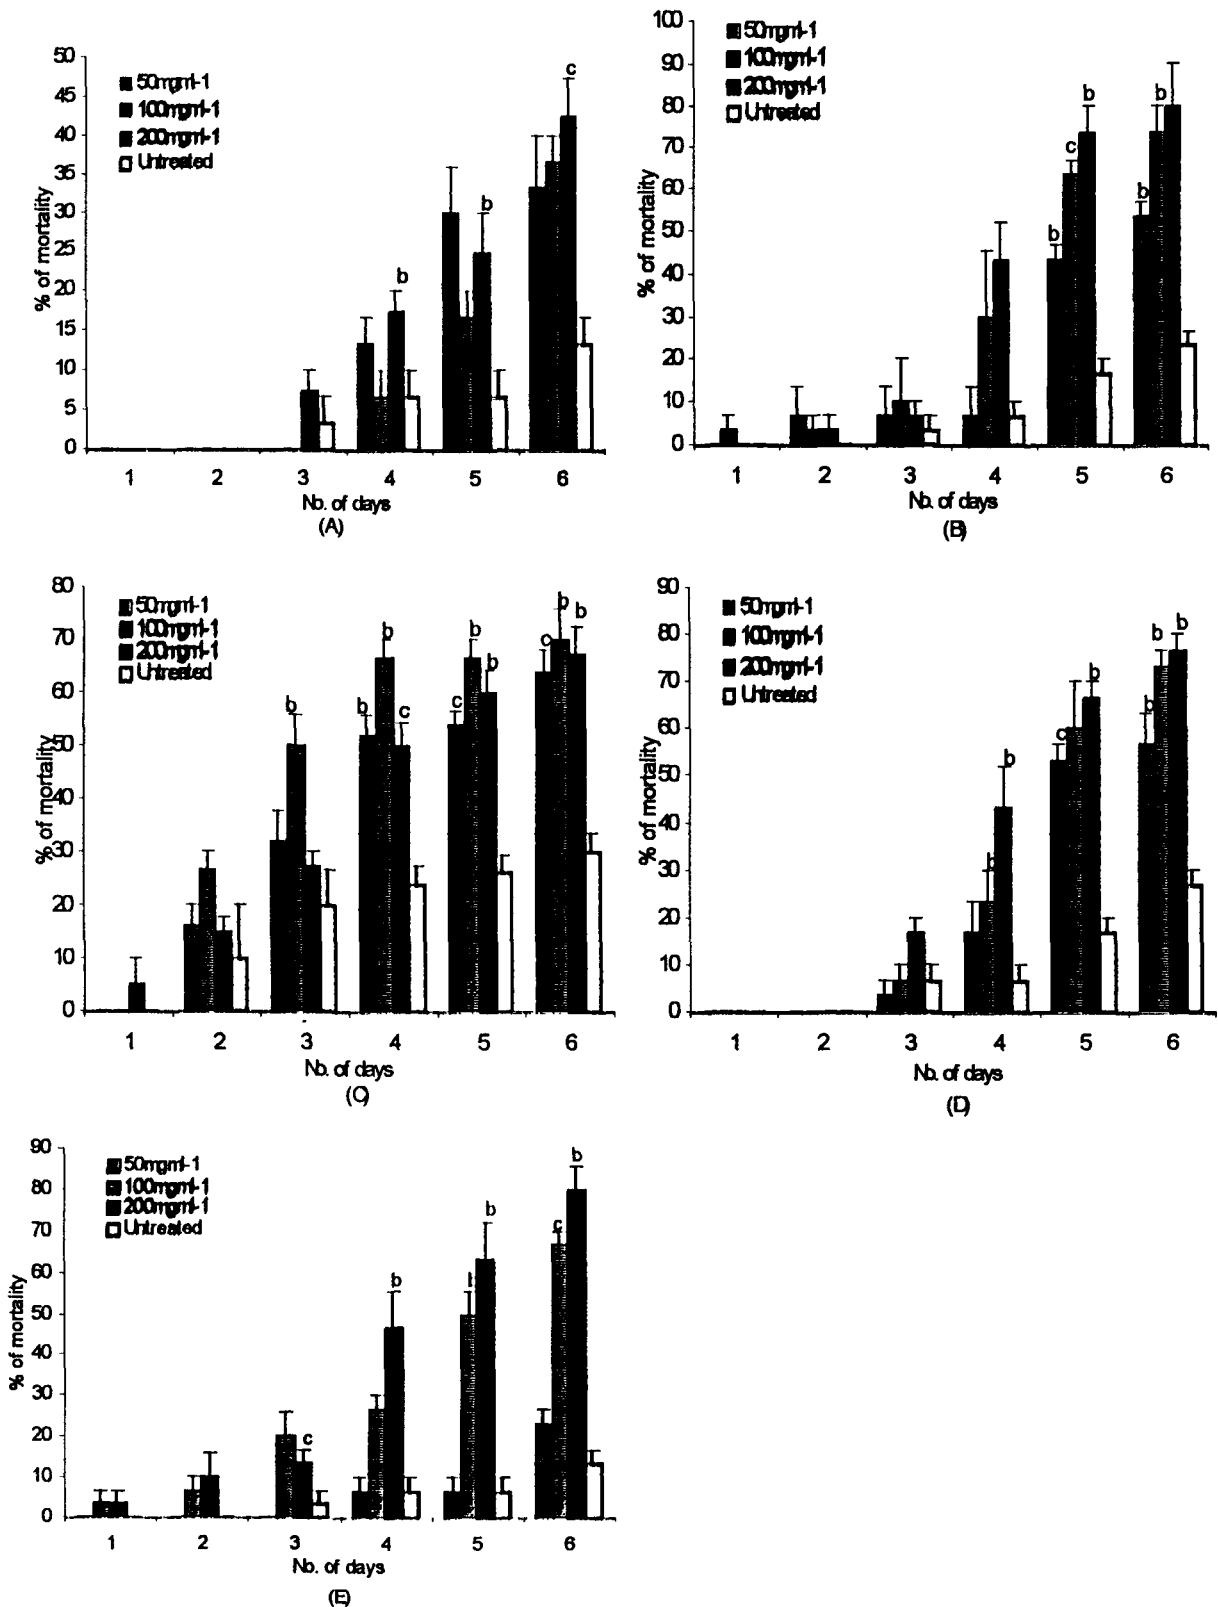 50
45
40
35
30
25
20
15
10
5
0
% of mortality
50mgml-1
100mgml-1
200mgml-1
Untreated
b
b
c
1 2 3 4 5 6
No. of days
(A)
100
90
80
70
60
50
40
30
20
10
0
% of mortality
50mgml-1
100mgml-1
200mgml-1
Untreated
b
c
b
b
b
1 2 3 4 5 6
No. of days
(B)
80
70
60
50
40
30
20
10
0
% of mortality
50mgml-1
100mgml-1
200mgml-1
Untreated
b
b
b
c
c
b
b
c
b
b
1 2 3 4 5 6
No. of days
(C)
90
80
70
60
50
40
30
20
10
0
% of mortality
50mgml-1
100mgml-1
200mgml-1
Untreated
b
b
c
b
b
b
b
1 2 3 4 5 6
No. of days
(D)
90
80
70
60
50
40
30
20
10
0
% of mortality
50mgml-1
100mgml-1
200mgml-1
Untreated
c
b
b
b
c
b
1 2 3 4 5 6
No. of days
(E)